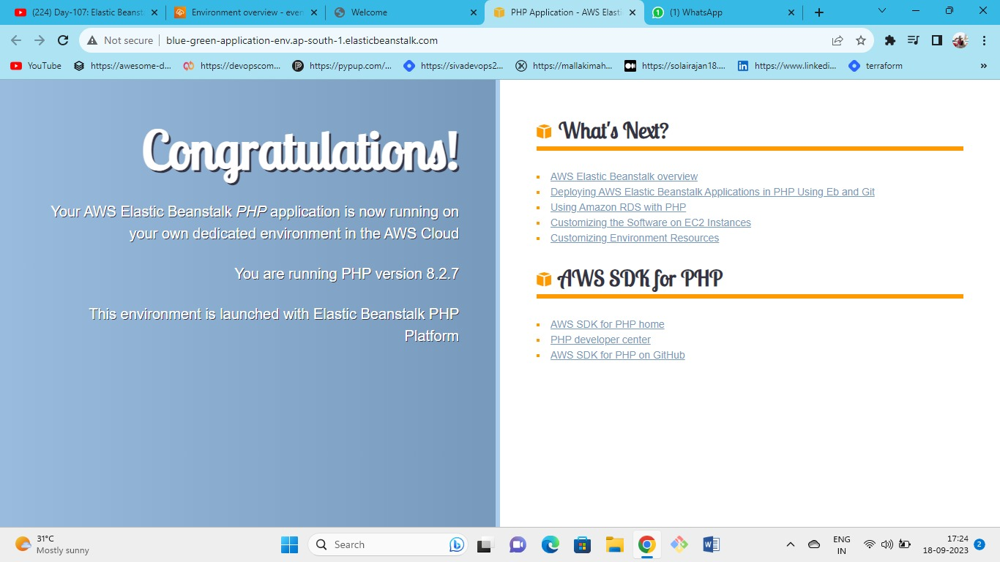 (224) Day-107: Elastic Beanst
Environment overview - even
Welcome
PHP Application - AWS Elasti
(1) WhatsApp
Not secure
blue-green-application-env.ap-south-1.elasticbeanstalk.com
YouTube
https://awesome-d...
https://devopscom...
https://pypup.com/...
https://sivadevops2...
https://mallakimah...
https://solairajan18....
https://www.linkedi...
terraform
»
Congratulations!
Your AWS Elastic Beanstalk PHP application is now running on
your own dedicated environment in the AWS Cloud
You are running PHP version 8.2.7
This environment is launched with Elastic Beanstalk PHP
Platform
What's Next?
AWS Elastic Beanstalk overview
Deploying AWS Elastic Beanstalk Applications in PHP Using Eb and Git
Using Amazon RDS with PHP
Customizing the Software on EC2 Instances
Customizing Environment Resources
AWS SDK for PHP
AWS SDK for PHP home
PHP developer center
AWS SDK for PHP on GitHub
31°C
Mostly sunny
Search
ENG
IN
17:24
18-09-2023
2